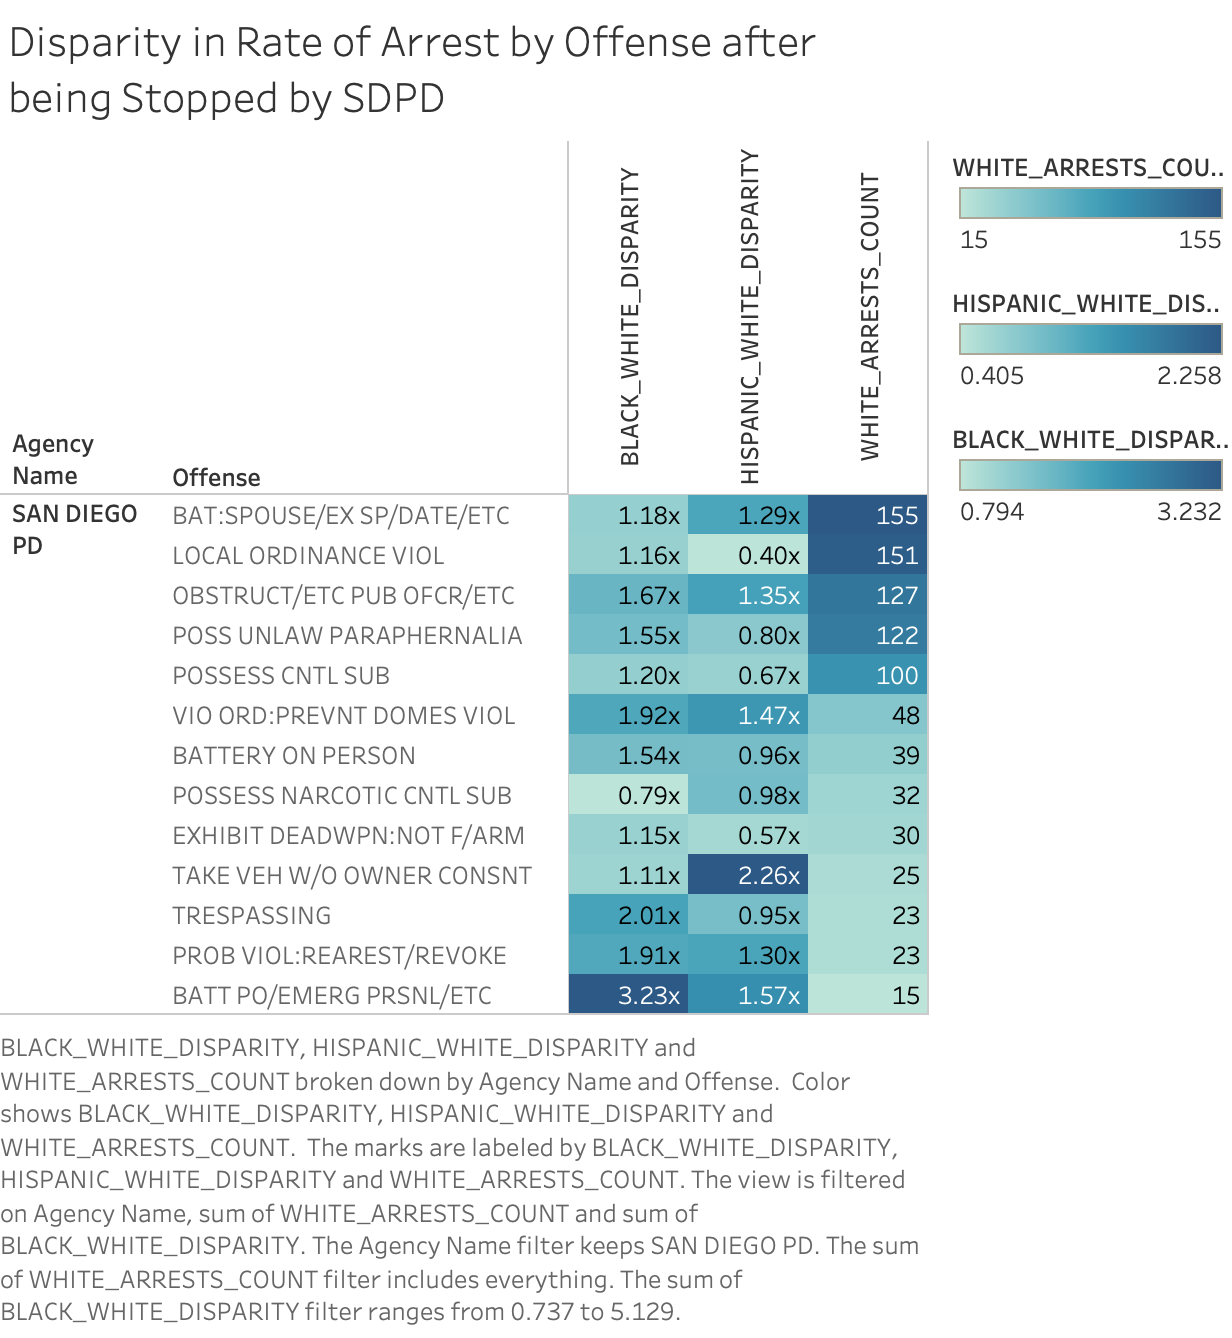 Disparity in Rate of Arrest by Offense after
being Stopped by SDPD
BLACK_WHITE_DISPARITY
HISPANIC_WHITE_DISPARITY
WHITE_ARRESTS_COUNT
Agency
Name
Offense
SAN DIEGO
PD
BAT:SPOUSE/EX SP/DATE/ETC 1.18x 1.29x 155
LOCAL ORDINANCE VIOL 1.16x 0.40x 151
OBSTRUCT/ETC PUB OFCR/ETC 1.67x 1.35x 127
POSS UNLAW PARAPHERNALIA 1.55x 0.80x 122
POSSESS CNTL SUB 1.20x 0.67x 100
VIO ORD:PREVNT DOMES VIOL 1.92x 1.47x 48
BATTERY ON PERSON 1.54x 0.96x 39
POSSESS NARCOTIC CNTL SUB 0.79x 0.98x 32
EXHIBIT DEADWPN:NOT F/ARM 1.15x 0.57x 30
TAKE VEH W/O OWNER CONSNT 1.11x 2.26x 25
TRESPASSING 2.01x 0.95x 23
PROB VIOL:REAREST/REVOKE 1.91x 1.30x 23
BATT PO/EMERG PRSNL/ETC 3.23x 1.57x 15
WHITE_ARRESTS_COU..
15 155
HISPANIC_WHITE_DIS..
0.405 2.258
BLACK_WHITE_DISPAR..
0.794 3.232
BLACK_WHITE_DISPARITY, HISPANIC_WHITE_DISPARITY and
WHITE_ARRESTS_COUNT broken down by Agency Name and Offense.  Color
shows BLACK_WHITE_DISPARITY, HISPANIC_WHITE_DISPARITY and
WHITE_ARRESTS_COUNT.  The marks are labeled by BLACK_WHITE_DISPARITY,
HISPANIC_WHITE_DISPARITY and WHITE_ARRESTS_COUNT. The view is filtered
on Agency Name, sum of WHITE_ARRESTS_COUNT and sum of
BLACK_WHITE_DISPARITY. The Agency Name filter keeps SAN DIEGO PD. The sum
of WHITE_ARRESTS_COUNT filter includes everything. The sum of
BLACK_WHITE_DISPARITY filter ranges from 0.737 to 5.129.